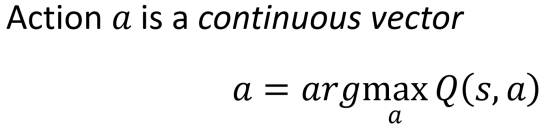 Action a is a continuous vector
a = argmax Q(s, a)
a